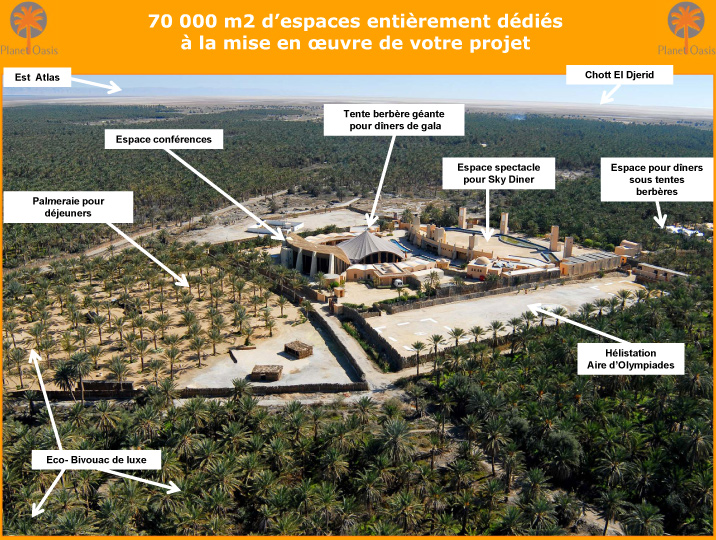 70 000 m2 d’espaces entièrement dédiés
à la mise en œuvre de votre projet
Planet Oasis
Planet Oasis
Est Atlas
Chott El Djerid
Tente berbère géante
pour dîners de gala
Espace conférences
Espace spectacle
pour Sky Diner
Espace pour dîners
sous tentes
berbères
Palmeraie pour
déjeuners
Hélistation
Aire d’Olympiades
Eco- Bivouac de luxe